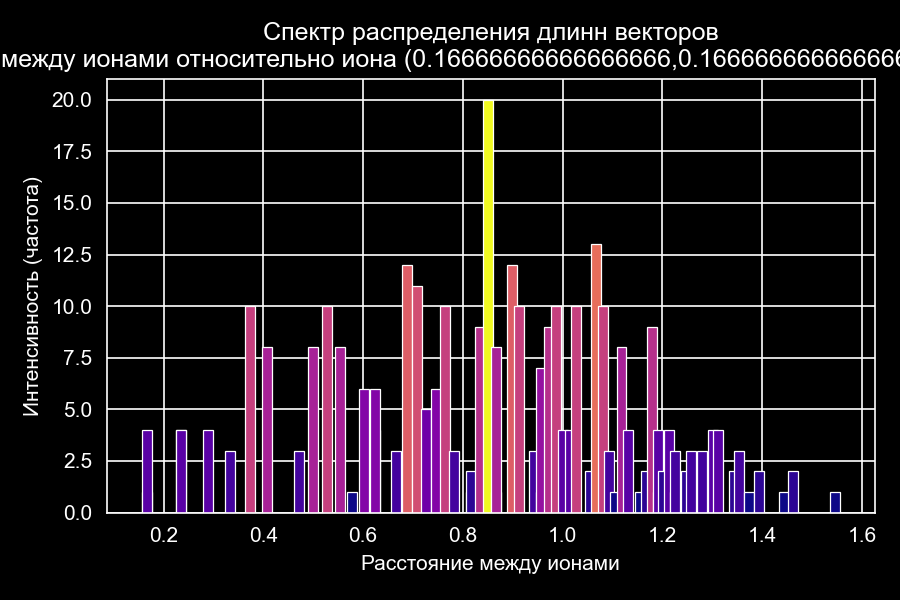 Спектр распределения длинн векторов
между ионами относительно иона (0.16666666666666666,0.1666666666666666
20.0
17.5
15.0
12.5
10.0
7.5
5.0
2.5
0.0
Интенсивность (частота)
0.2 0.4 0.6 0.8 1.0 1.2 1.4 1.6
Расстояние между ионами